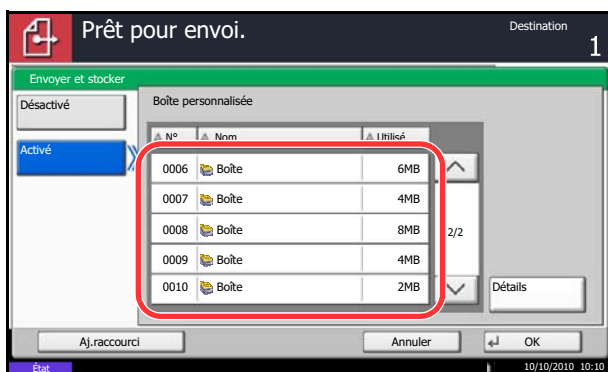 Prêt pour envoi.
Destination
1
Envoyer et stocker
Désactivé
Activé
Boîte personnalisée
N° Nom Utilisé
0006 Boîte 6MB
0007 Boîte 4MB
0008 Boîte 8MB
0009 Boîte 4MB
0010 Boîte 2MB
2/2
Détails
Aj.raccourci
Annuler
OK
État
10/10/2010 10:10